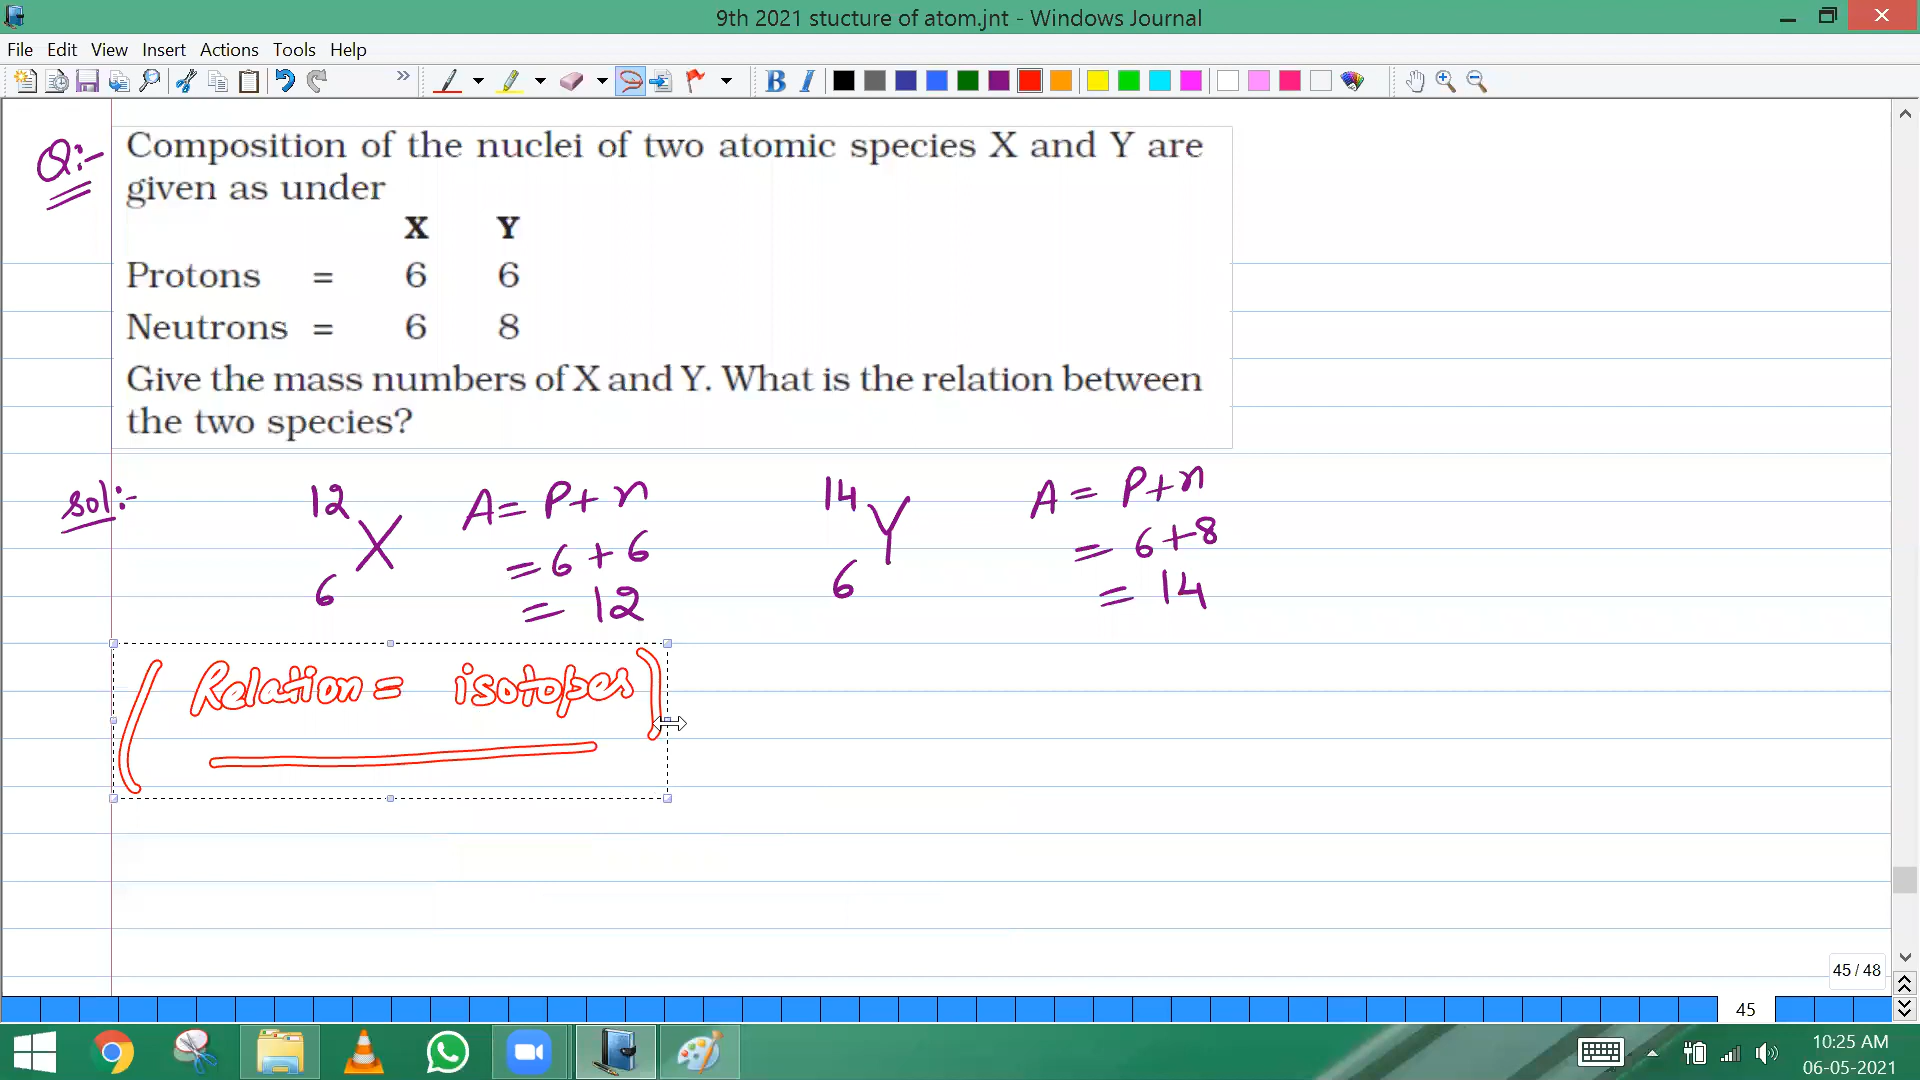 9th 2021 stucture of atom.jnt - Windows Journal
File Edit View Insert Actions Tools Help
Q:- Composition of the nuclei of two atomic species X and Y are
given as under
X Y
Protons = 6 6
Neutrons = 6 8
Give the mass numbers of X and Y. What is the relation between
the two species?
Sol:- 12 X 6 A = P + n 14 Y 6 A = P + n
= 6 + 6 = 6 + 8
= 12 = 14
( Relation = isotopes )
45 / 48
45
10:25 AM
06-05-2021